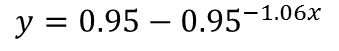 y = 0.95 − 0.95^{−1.06x}